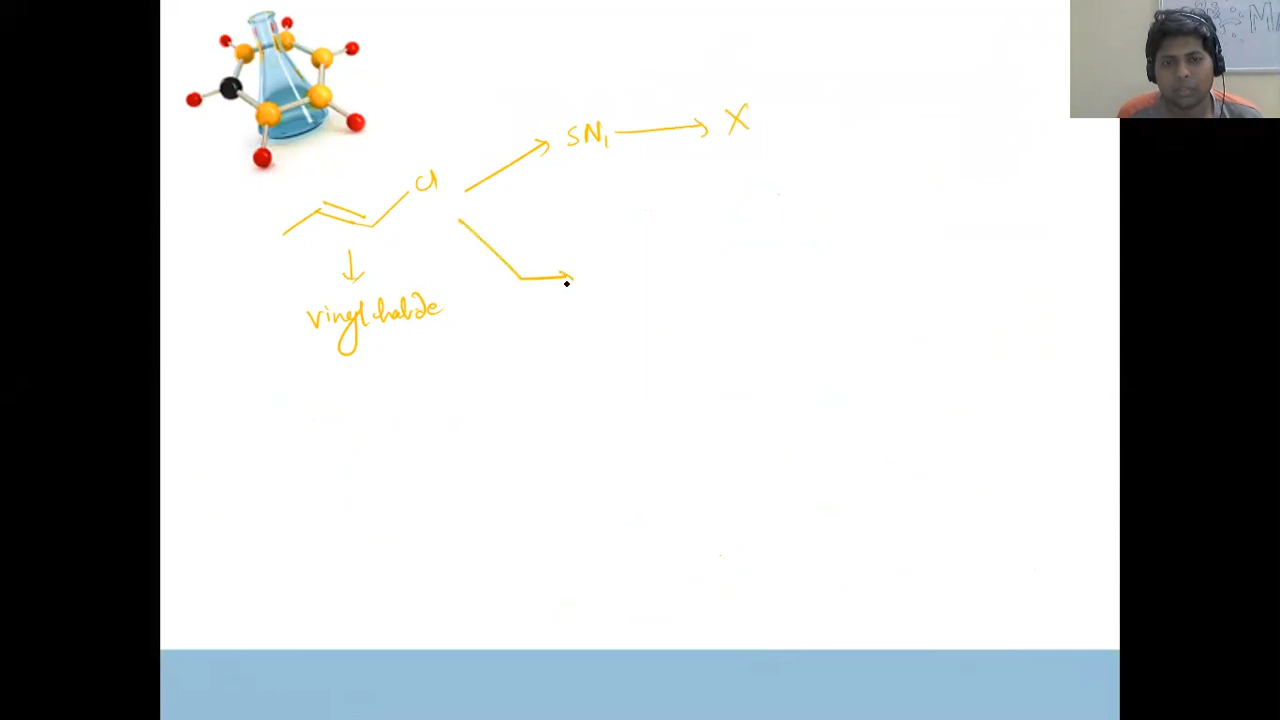 SN1 → X
Cl
vinyl halide